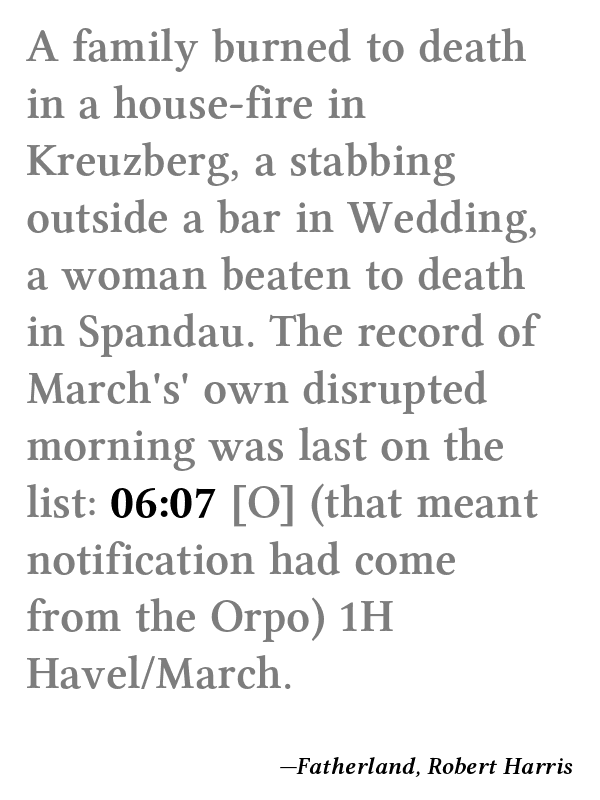 A family burned to death
in a house-fire in
Kreuzberg, a stabbing
outside a bar in Wedding,
a woman beaten to death
in Spandau. The record of
March's' own disrupted
morning was last on the
list: 06:07 [O] (that meant
notification had come
from the Orpo) 1H
Havel/March.
—Fatherland, Robert Harris